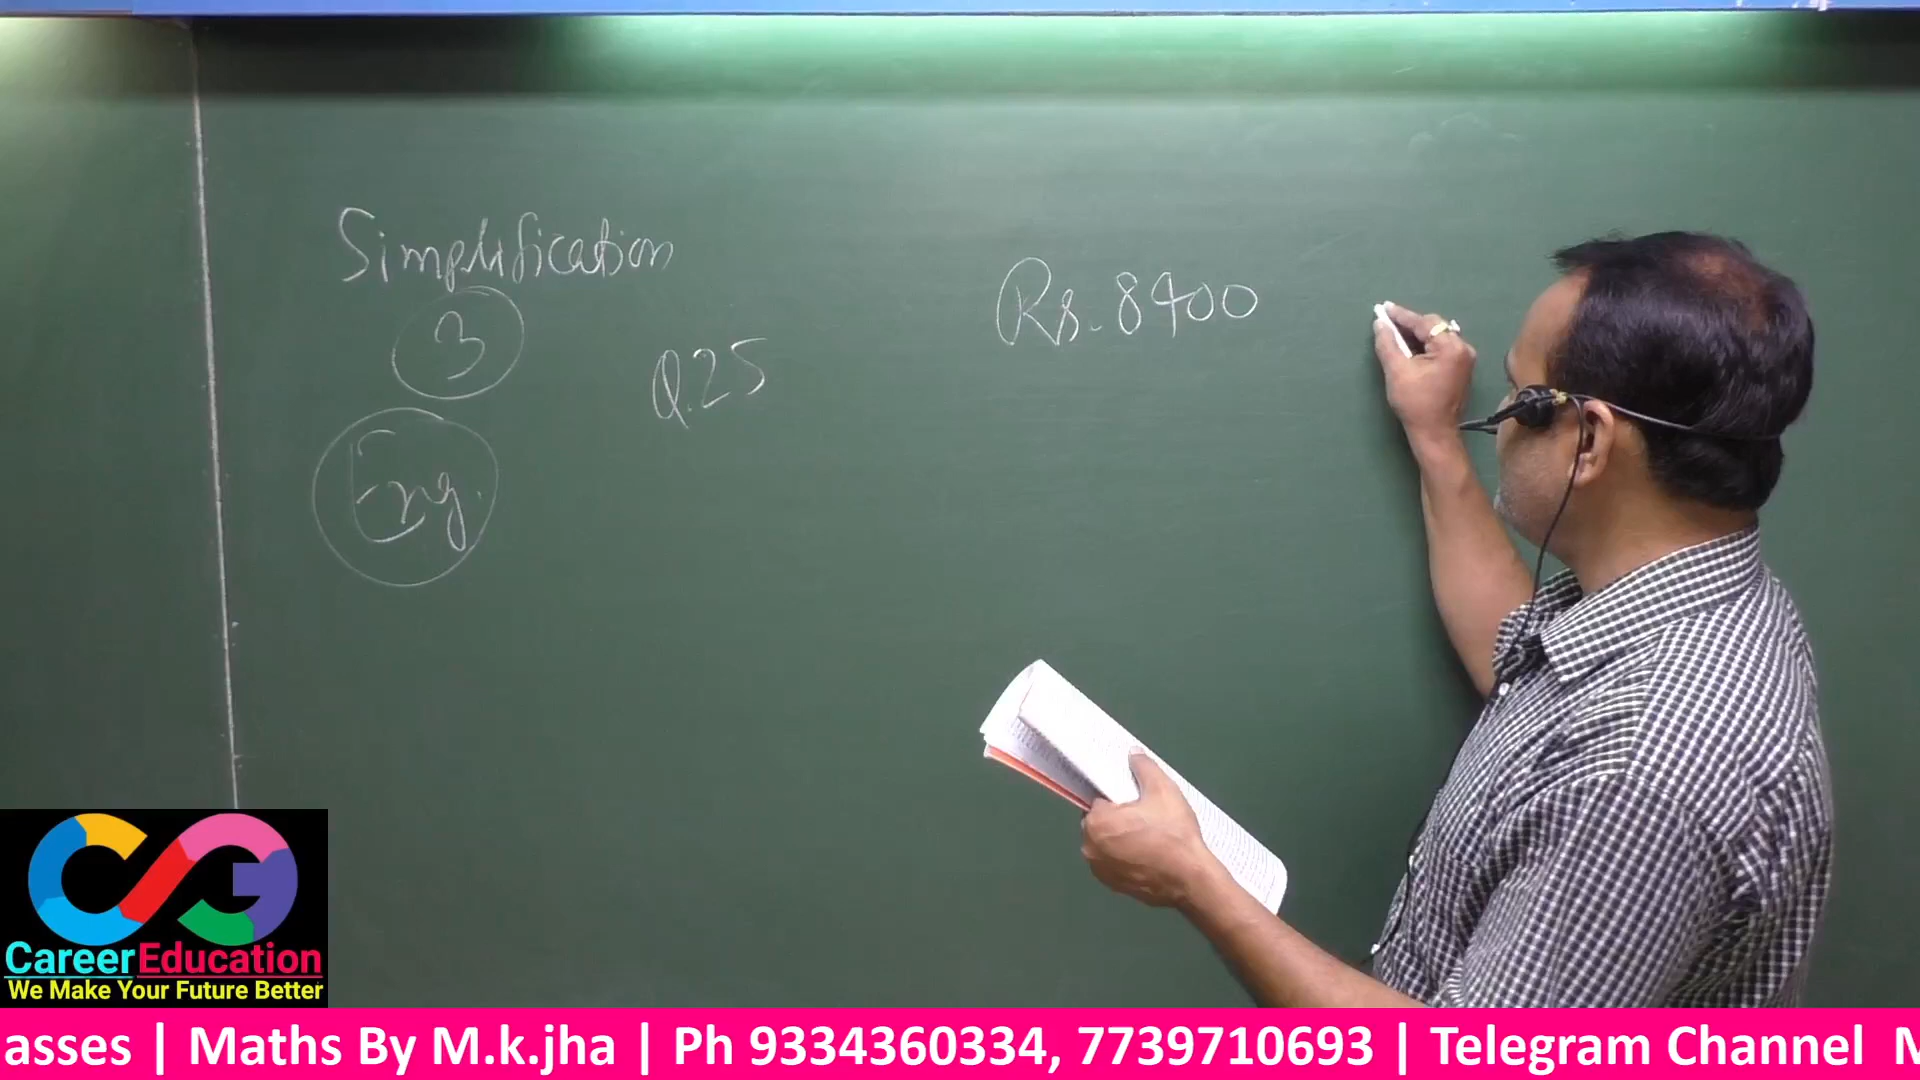 Simplification
3
Eng.
Q.25
Rs. 8400
Career Education
We Make Your Future Better
asses | Maths By M.k.jha | Ph 9334360334, 7739710693 | Telegram Channel M